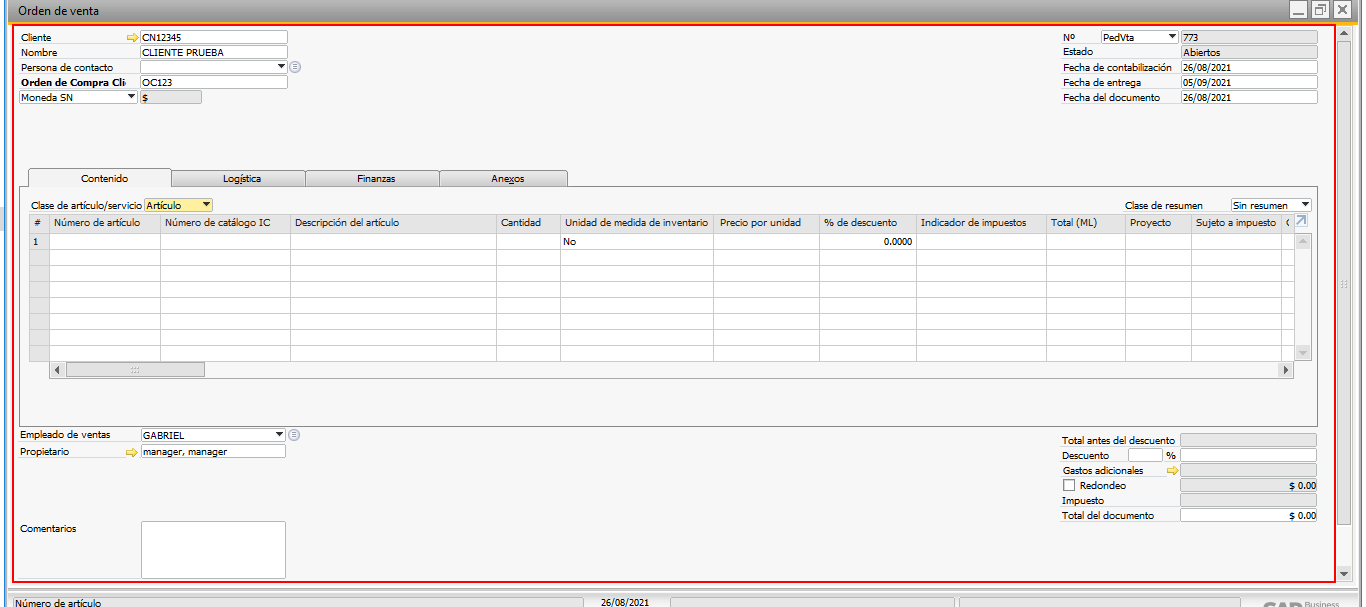 Orden de venta
Cliente CN12345
Nombre CLIENTE PRUEBA
Persona de contacto
Orden de Compra Cli OC123
Moneda SN $
Nº PedVta 773
Estado Abiertos
Fecha de contabilización 26/08/2021
Fecha de entrega 05/09/2021
Fecha del documento 26/08/2021
Contenido Logística Finanzas Anexos
Clase de artículo/servicio Artículo Clase de resumen Sin resumen
# Número de artículo Número de catálogo IC Descripción del artículo Cantidad Unidad de medida de inventario Precio por unidad % de descuento Indicador de impuestos Total (ML) Proyecto Sujeto a impuesto
1 No 0.0000
Empleado de ventas GABRIEL
Propietario manager, manager
Comentarios
Total antes del descuento
Descuento %
Gastos adicionales
Redondeo $ 0.00
Impuesto
Total del documento $ 0.00
Número de artículo 26/08/2021
SAP Business